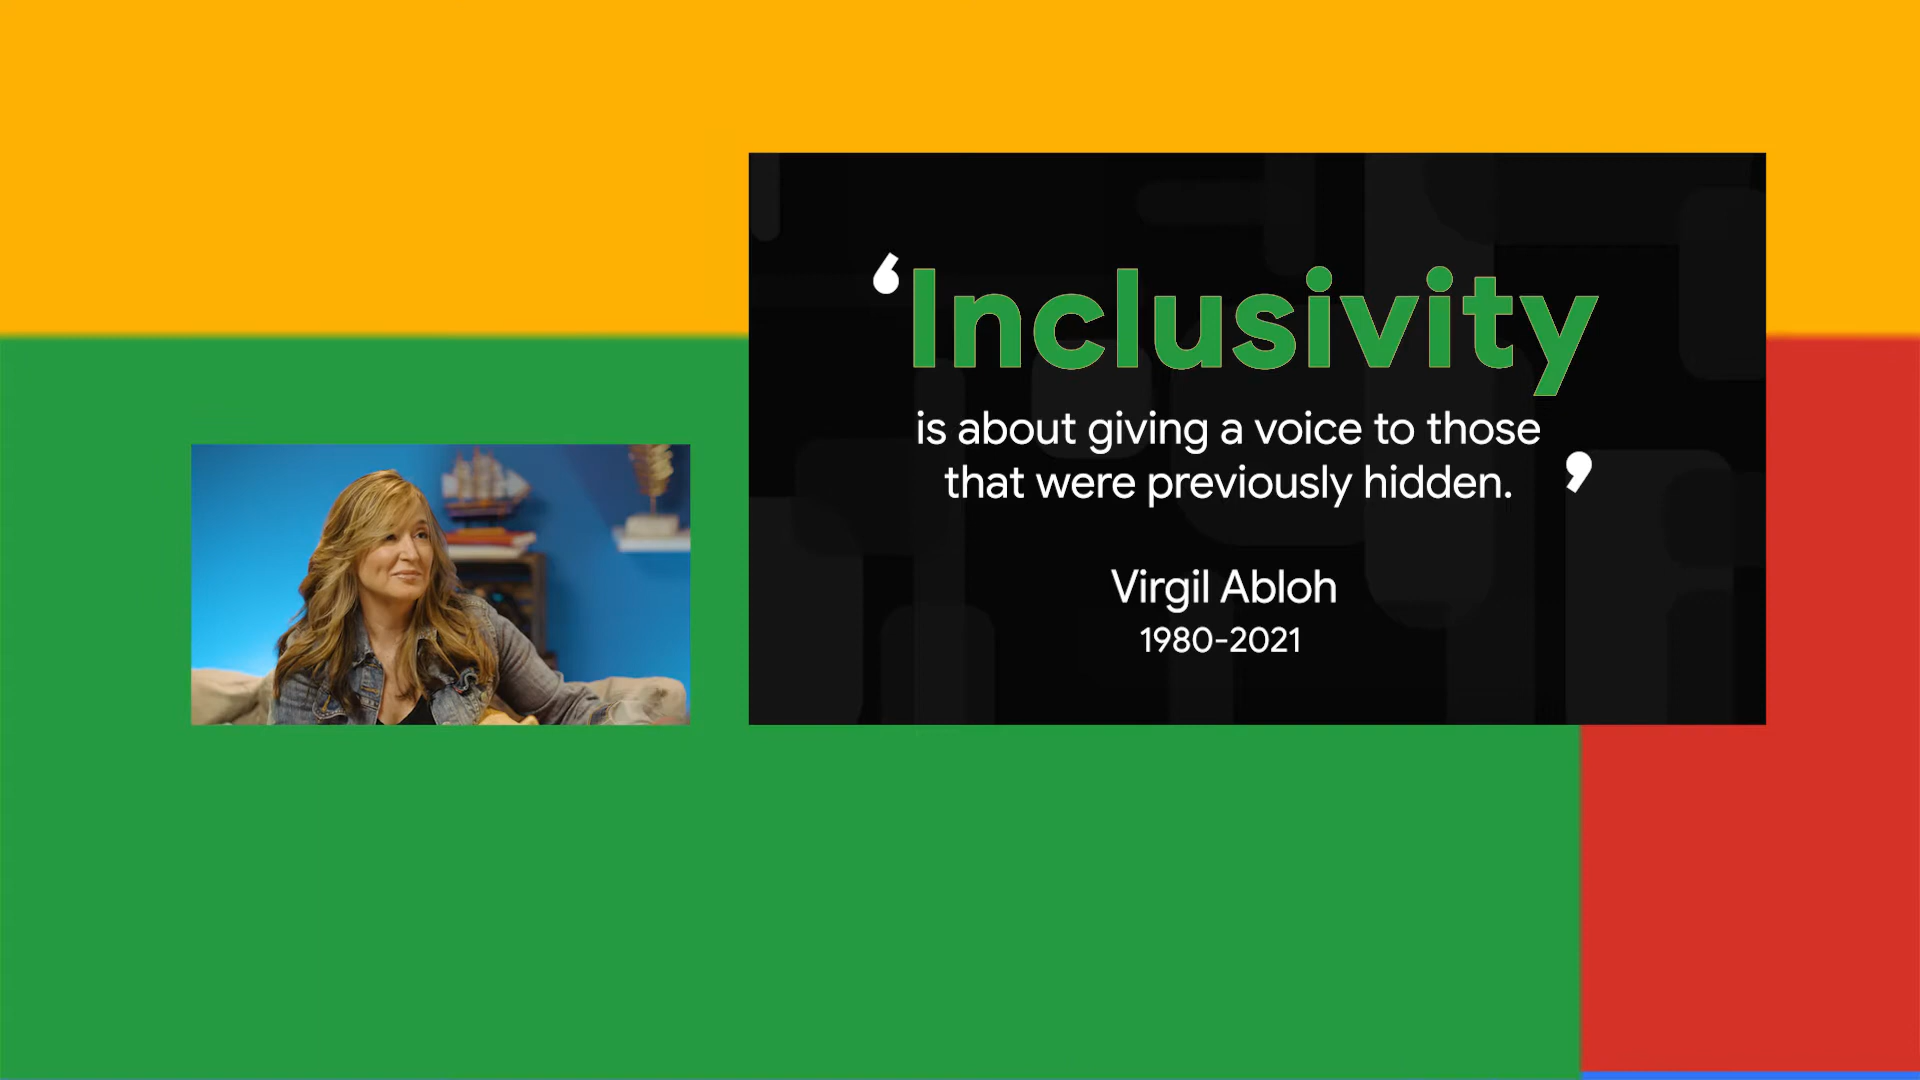 ‘Inclusivity
is about giving a voice to those
that were previously hidden.’
Virgil Abloh
1980-2021